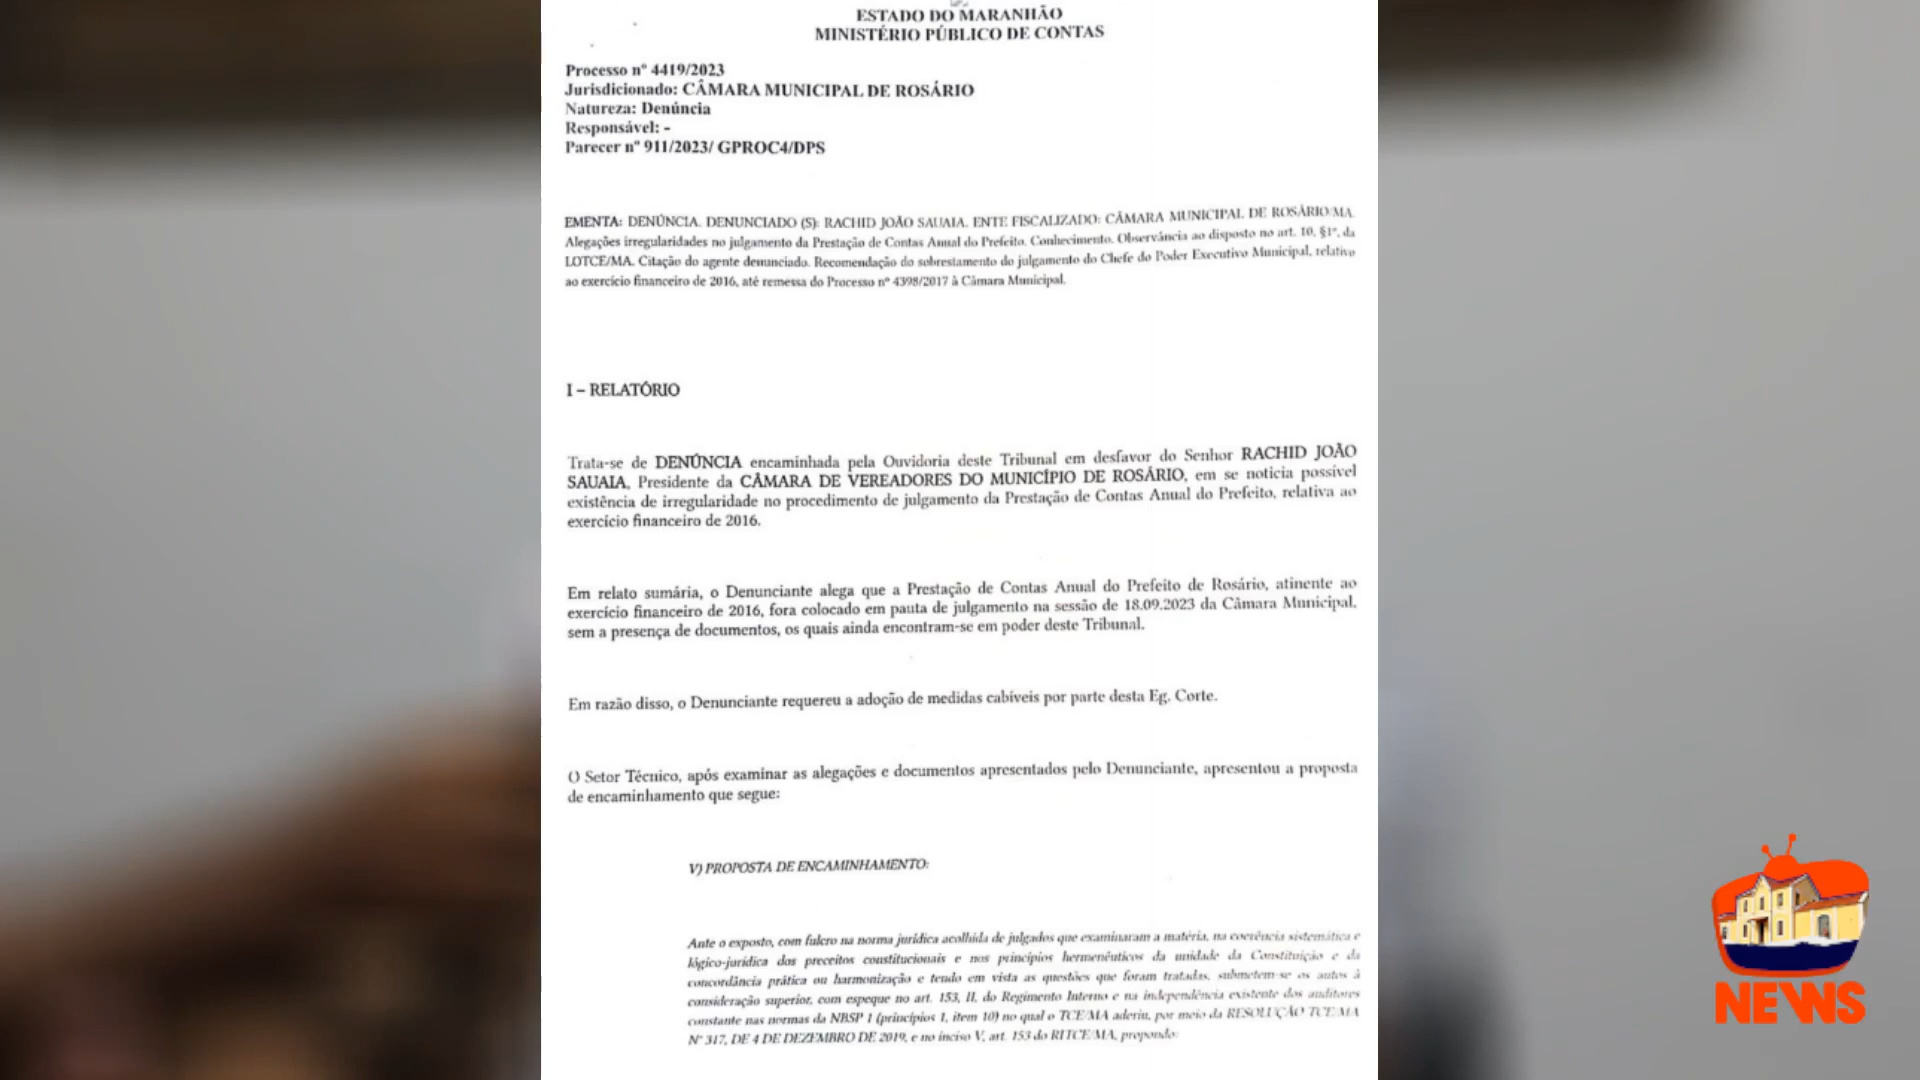 ESTADO DO MARANHÃO
MINISTÉRIO PÚBLICO DE CONTAS
Processo nº 4419/2023
Jurisdicionado: CÂMARA MUNICIPAL DE ROSÁRIO
Natureza: Denúncia
Responsável: -
Parecer nº 911/2023/ GPROC4/DPS
EMENTA: DENÚNCIA. DENUNCIADO (S): RACHID JOÃO SAUAIA. ENTE FISCALIZADO: CÂMARA MUNICIPAL DE ROSÁRIO/MA.
Alegações irregularidades no julgamento da Prestação de Contas Anual do Prefeito. Conhecimento. Observância ao disposto no art. 10, §1º, da
LOTCE/MA. Citação do agente denunciado. Recomendação do sobrestamento do julgamento do Chefe do Poder Executivo Municipal, relativo
ao exercício financeiro de 2016, até remessa do Processo nº 4398/2017 à Câmara Municipal.
I – RELATÓRIO
Trata-se de DENÚNCIA encaminhada pela Ouvidoria deste Tribunal em desfavor do Senhor RACHID JOÃO
SAUAIA, Presidente da CÂMARA DE VEREADORES DO MUNICÍPIO DE ROSÁRIO, em se noticia possível
existência de irregularidade no procedimento de julgamento da Prestação de Contas Anual do Prefeito, relativa ao
exercício financeiro de 2016.
Em relato sumária, o Denunciante alega que a Prestação de Contas Anual do Prefeito de Rosário, atinente ao
exercício financeiro de 2016, fora colocado em pauta de julgamento na sessão de 18.09.2023 da Câmara Municipal,
sem a presença de documentos, os quais ainda encontram-se em poder deste Tribunal.
Em razão disso, o Denunciante requereu a adoção de medidas cabíveis por parte desta Eg. Corte.
O Setor Técnico, após examinar as alegações e documentos apresentados pelo Denunciante, apresentou a proposta
de encaminhamento que segue:
V) PROPOSTA DE ENCAMINHAMENTO:
Ante o exposto, com fulcro na norma jurídica acolhida de julgados que examinaram a matéria, na coerência sistemática e
lógico-jurídica dos preceitos constitucionais e nos princípios hermenêuticos da unidade da Constituição e da
concordância prática ou harmonização e tendo em vista as questões que foram tratadas, submetem-se os autos à
consideração superior, com espeque no art. 153, II, do Regimento Interno e na independência existente dos auditores
constante nas normas da NBSP 1 (princípios 1, item 10) no qual o TCE/MA aderiu, por meio da RESOLUÇÃO TCE/MA
Nº 317, DE 4 DE DEZEMBRO DE 2019, e no inciso V, art. 153 do RITCE/MA, propondo:
NEWS